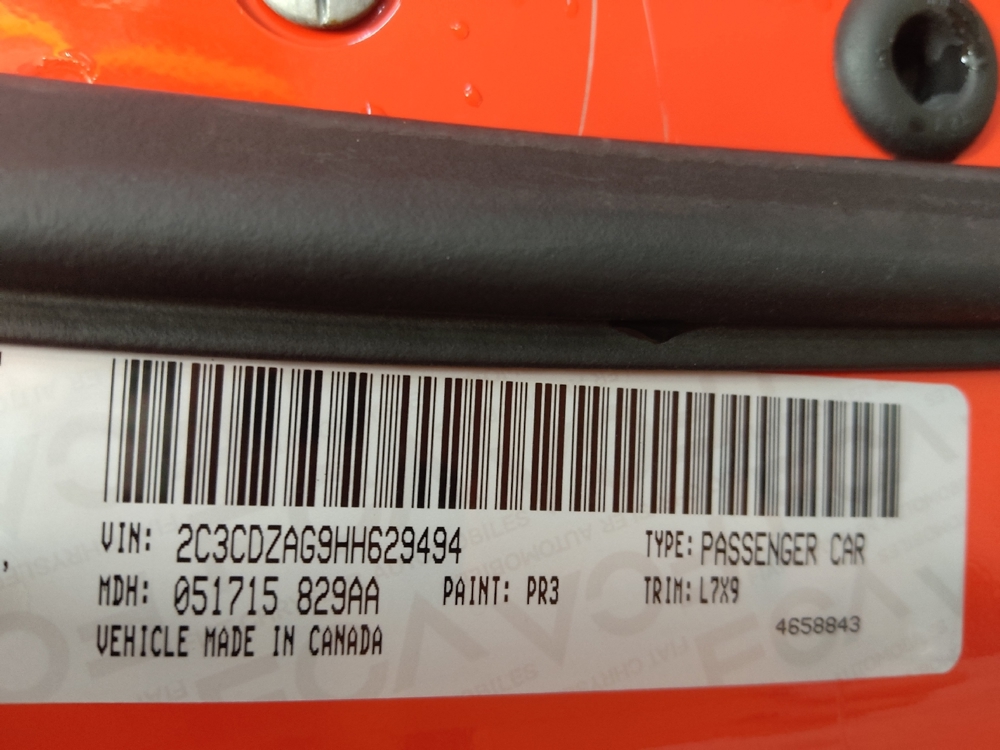 VIN: 2C3CDZAG9HH629494 TYPE: PASSENGER CAR
MDH: 051715 829AA PAINT: PR3 TRIM: L7X9
VEHICLE MADE IN CANADA 4658843